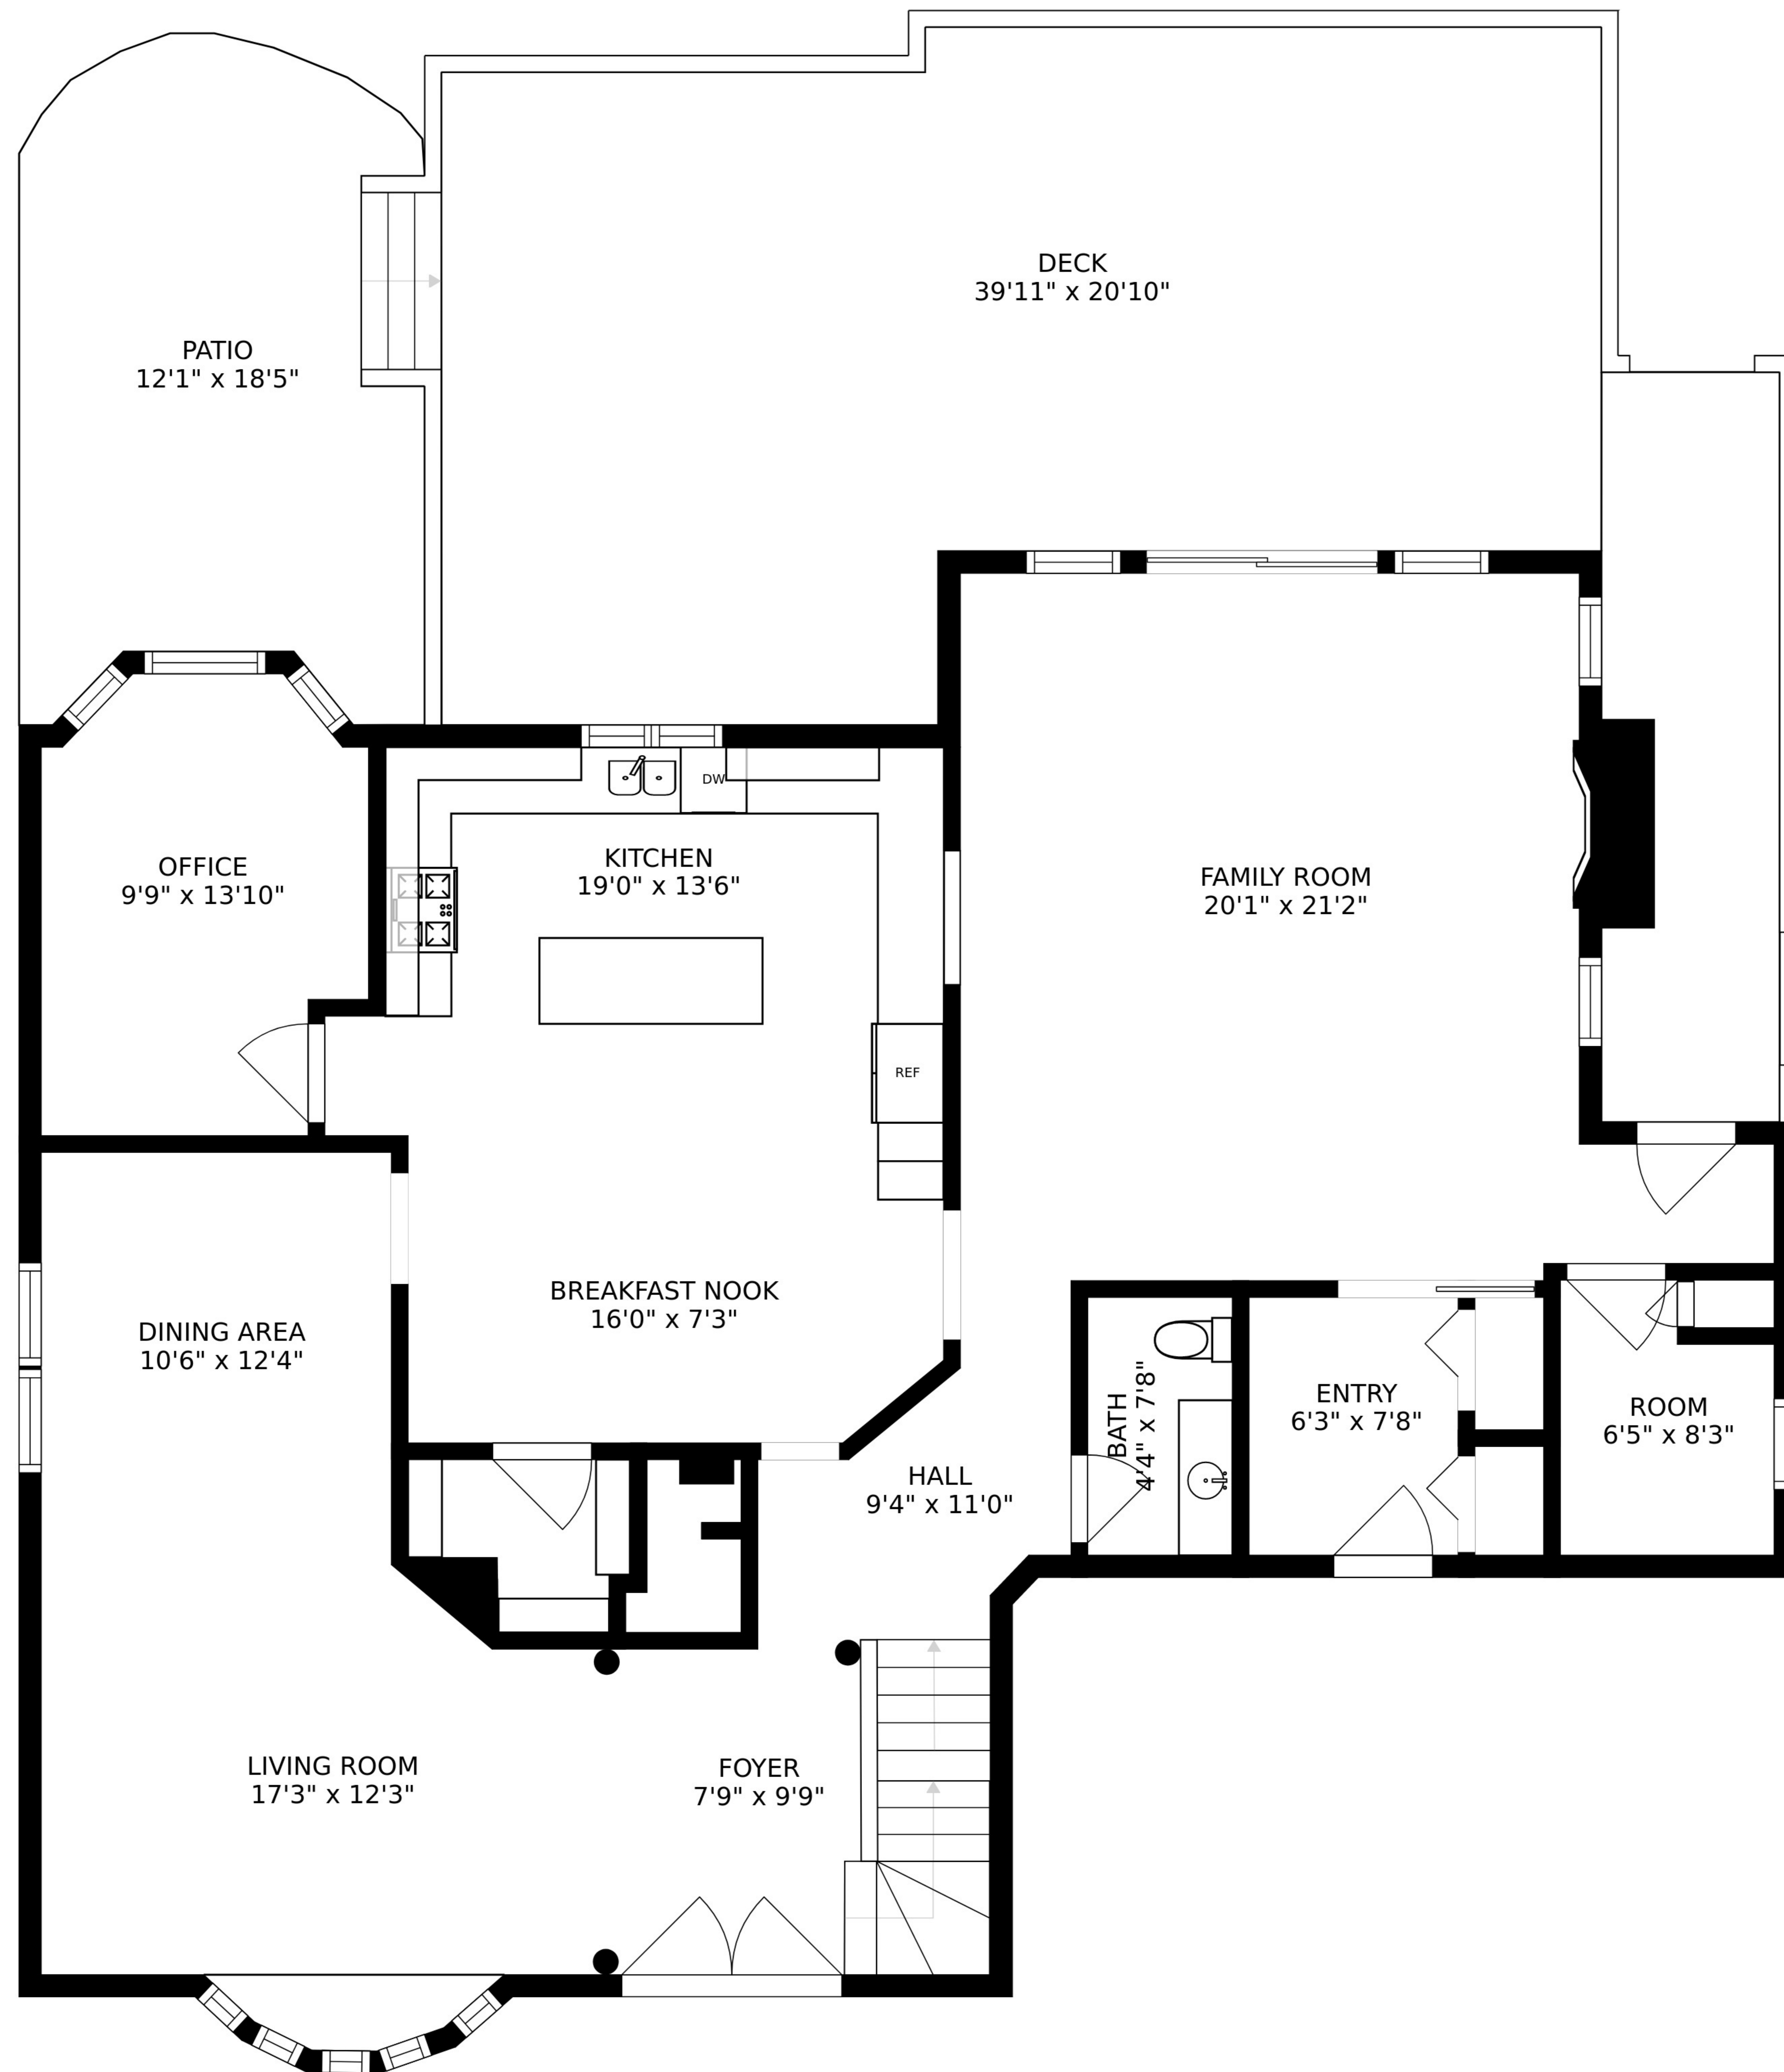 DECK
39'11" x 20'10"
PATIO
12'1" x 18'5"
DW
KITCHEN
19'0" x 13'6"
OFFICE
9'9" x 13'10"
FAMILY ROOM
20'1" x 21'2"
REF
BREAKFAST NOOK
16'0" x 7'3"
DINING AREA
10'6" x 12'4"
BATH
4'4" x 7'8"
ENTRY
6'3" x 7'8"
ROOM
6'5" x 8'3"
HALL
9'4" x 11'0"
LIVING ROOM
17'3" x 12'3"
FOYER
7'9" x 9'9"